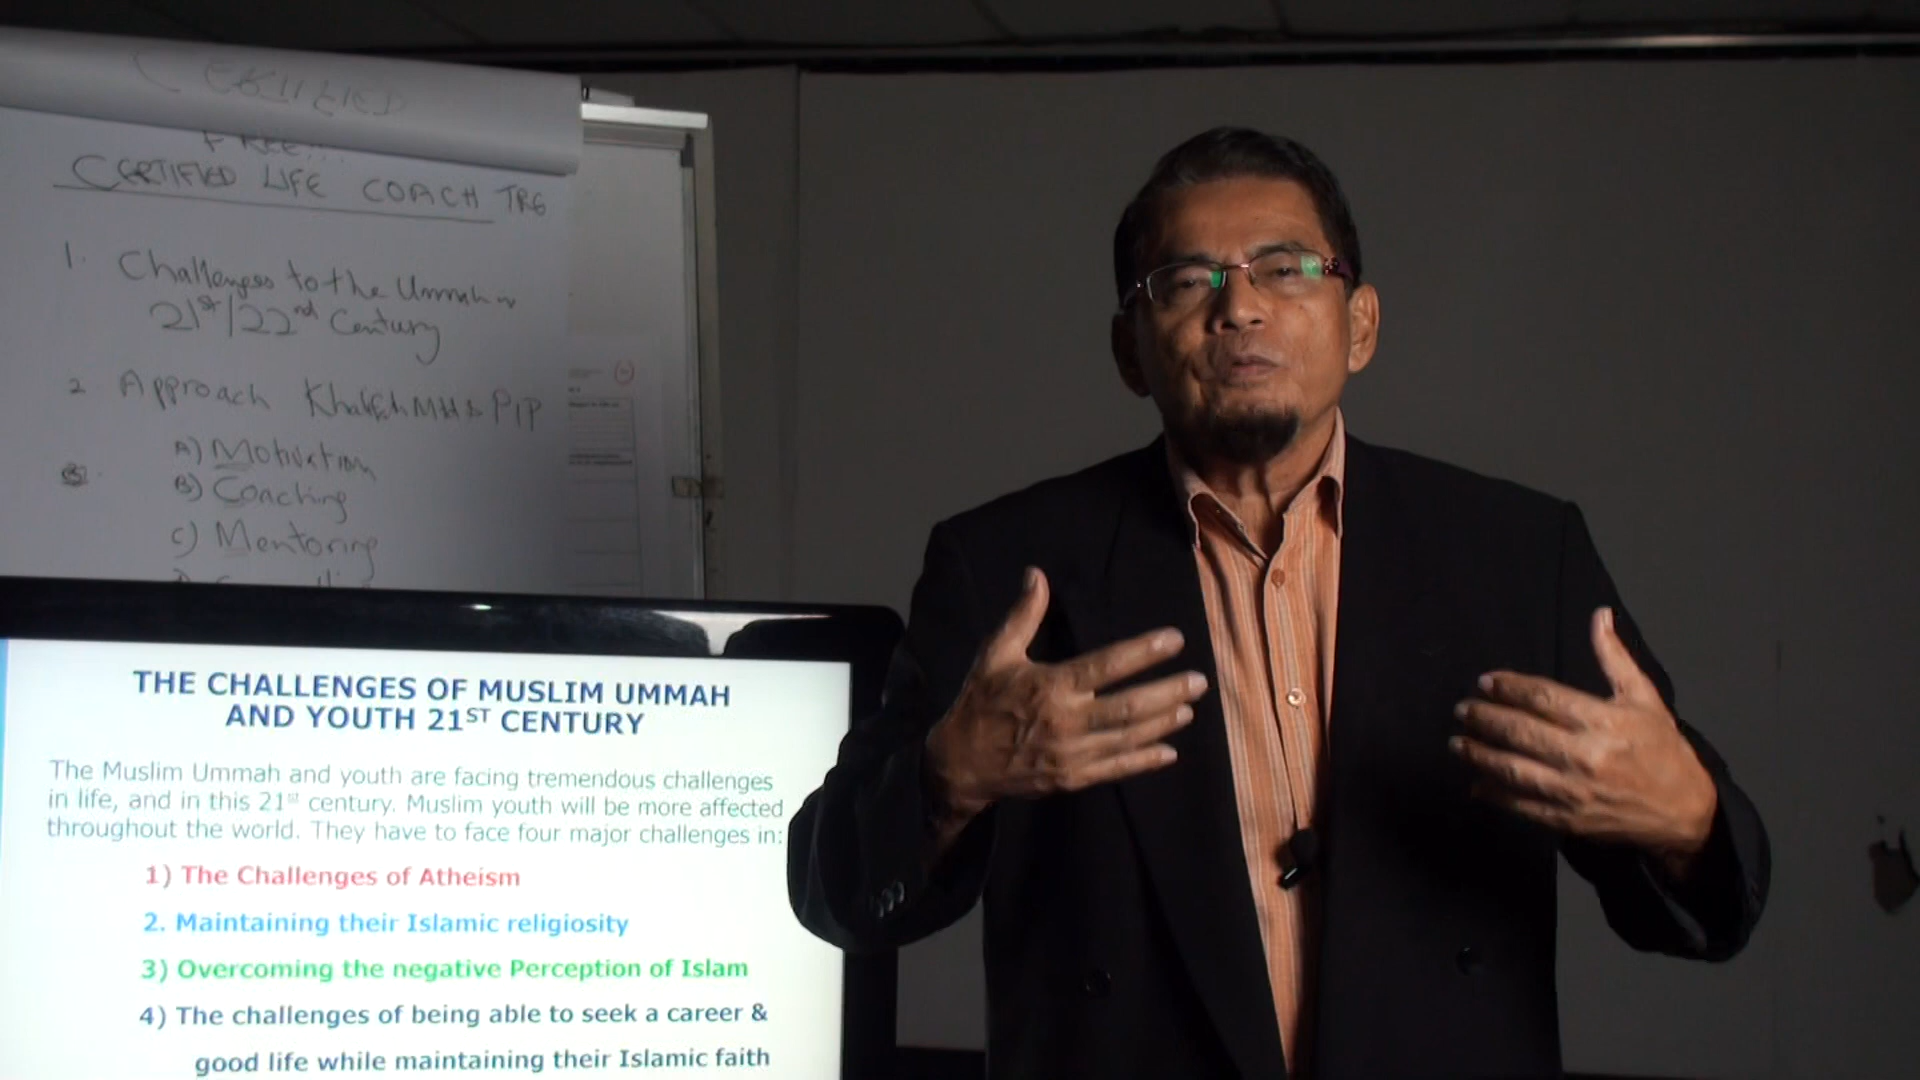 FREE...
CERTIFIED LIFE COACH TRG
1. Challenges to the Ummah
21st/22nd Century
2 Approach
PIP
A) Motivation
B) Coaching
C) Mentoring
THE CHALLENGES OF MUSLIM UMMAH
AND YOUTH 21ST CENTURY
The Muslim Ummah and youth are facing tremendous challenges
in life, and in this 21st century. Muslim youth will be more affected
throughout the world. They have to face four major challenges in:
1) The Challenges of Atheism
2. Maintaining their Islamic religiosity
3) Overcoming the negative Perception of Islam
4) The challenges of being able to seek a career &
good life while maintaining their Islamic faith